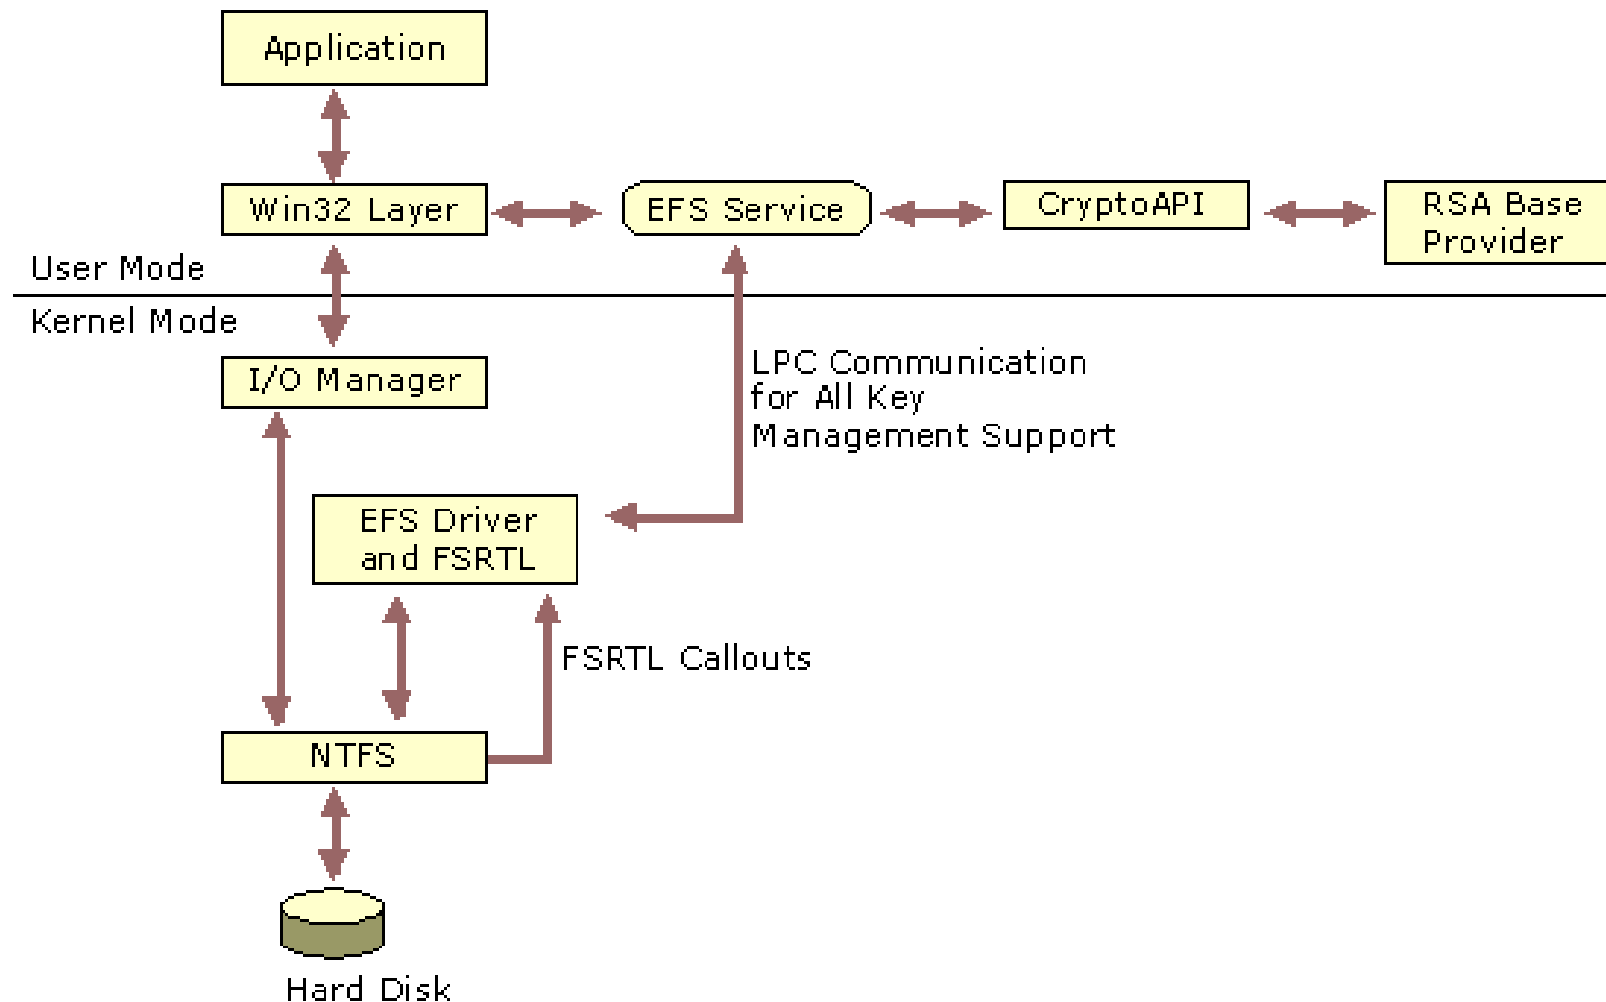 Application
Win32 Layer
EFS Service
CryptoAPI
RSA Base
Provider
User Mode
Kernel Mode
I/O Manager
LPC Communication
for All Key
Management Support
EFS Driver
and FSRTL
FSRTL Callouts
NTFS
Hard Disk